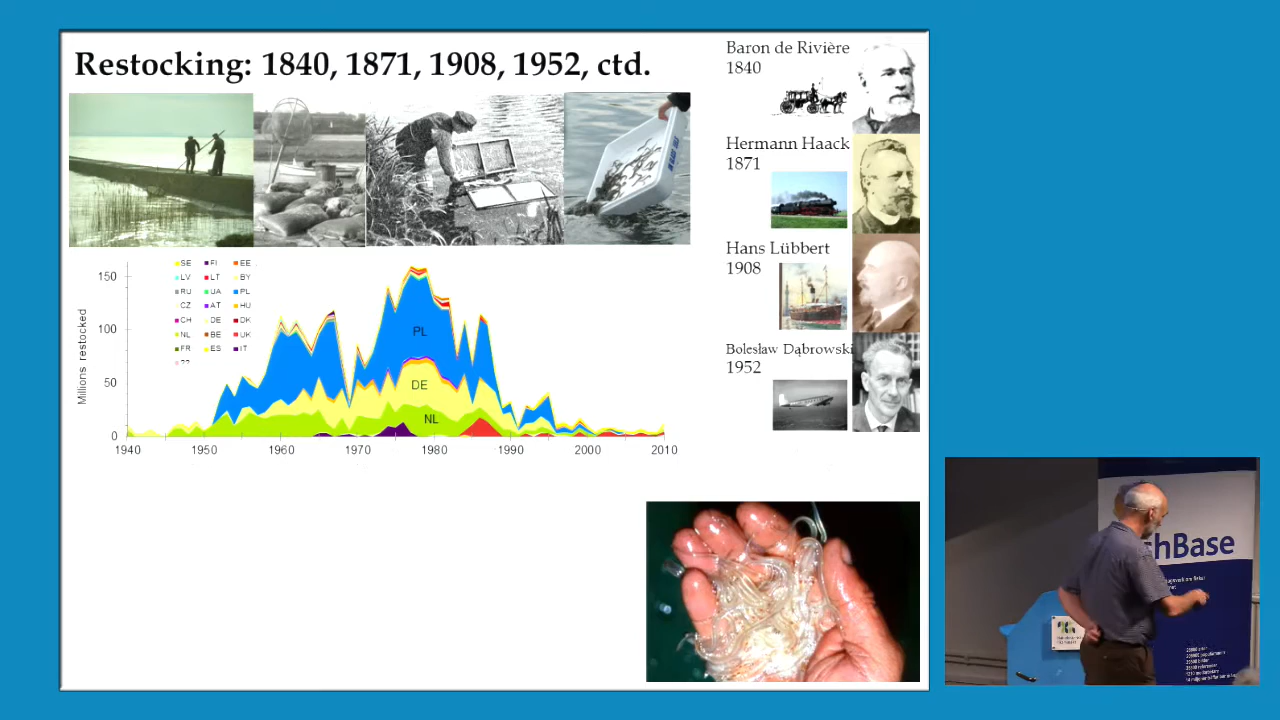 Restocking: 1840, 1871, 1908, 1952, ctd.
Baron de Rivière
1840
Hermann Haack
1871
Hans Lübbert
1908
Bolesław Dąbrowski
1952
Millions restocked
150
100
50
0
SE FI EE
LV LT BY
RU UA PL
CZ AT HU
CH DE DK
NL BE UK
FR ES IT
??
PL
DE
NL
1940 1950 1960 1970 1980 1990 2000 2010
hBase